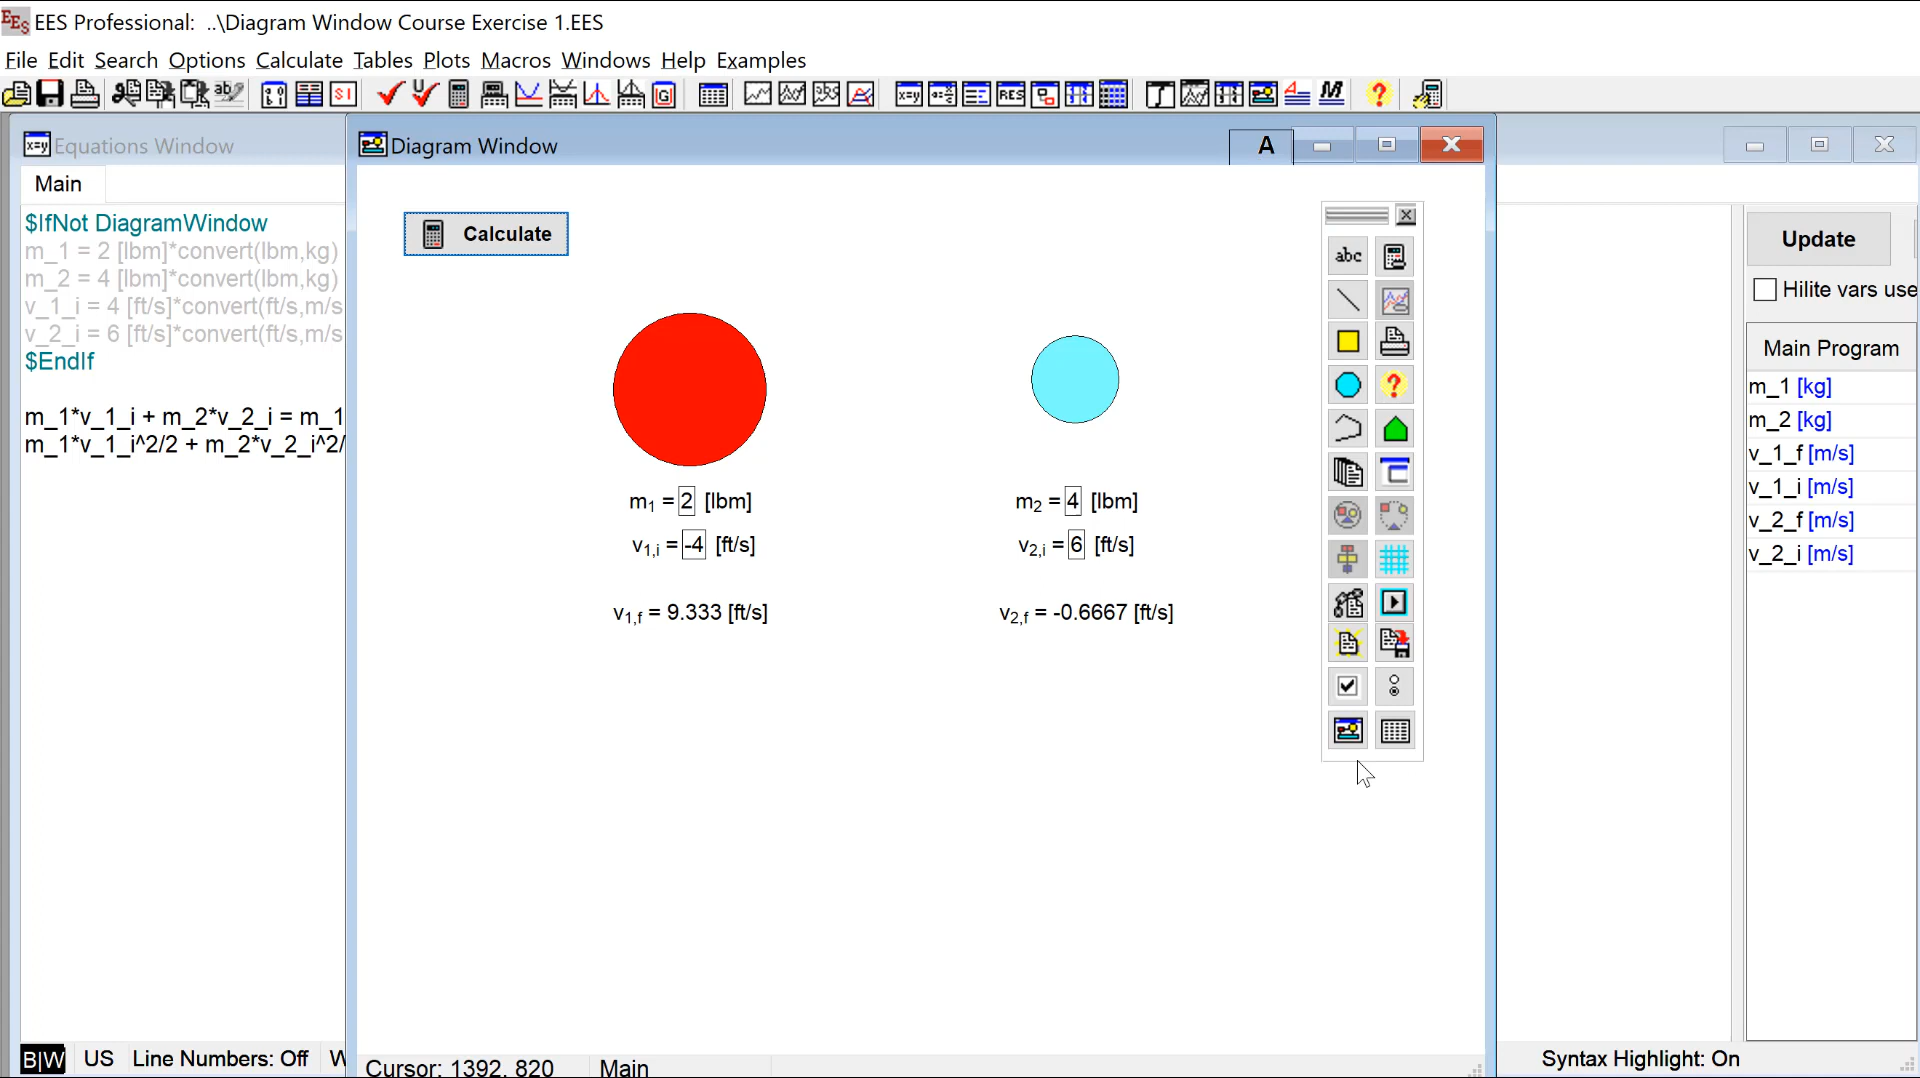 EES Professional: ..\Diagram Window Course Exercise 1.EES
File Edit Search Options Calculate Tables Plots Macros Windows Help Examples
Equations Window
Main
$IfNot DiagramWindow
m_1 = 2 [lbm]*convert(lbm,kg)
m_2 = 4 [lbm]*convert(lbm,kg)
v_1_i = 4 [ft/s]*convert(ft/s,m/s
v_2_i = 6 [ft/s]*convert(ft/s,m/s
$EndIf
m_1*v_1_i + m_2*v_2_i = m_1
m_1*v_1_i^2/2 + m_2*v_2_i^2/
Diagram Window
A
Calculate
abc
m1 = 2 [lbm]
m2 = 4 [lbm]
v1,i = -4 [ft/s]
v2,i = 6 [ft/s]
v1,f = 9.333 [ft/s]
v2,f = -0.6667 [ft/s]
Update
Hilite vars use
Main Program
m_1 [kg]
m_2 [kg]
v_1_f [m/s]
v_1_i [m/s]
v_2_f [m/s]
v_2_i [m/s]
B|W US Line Numbers: Off W
Cursor: 1392, 820 Main
Syntax Highlight: On